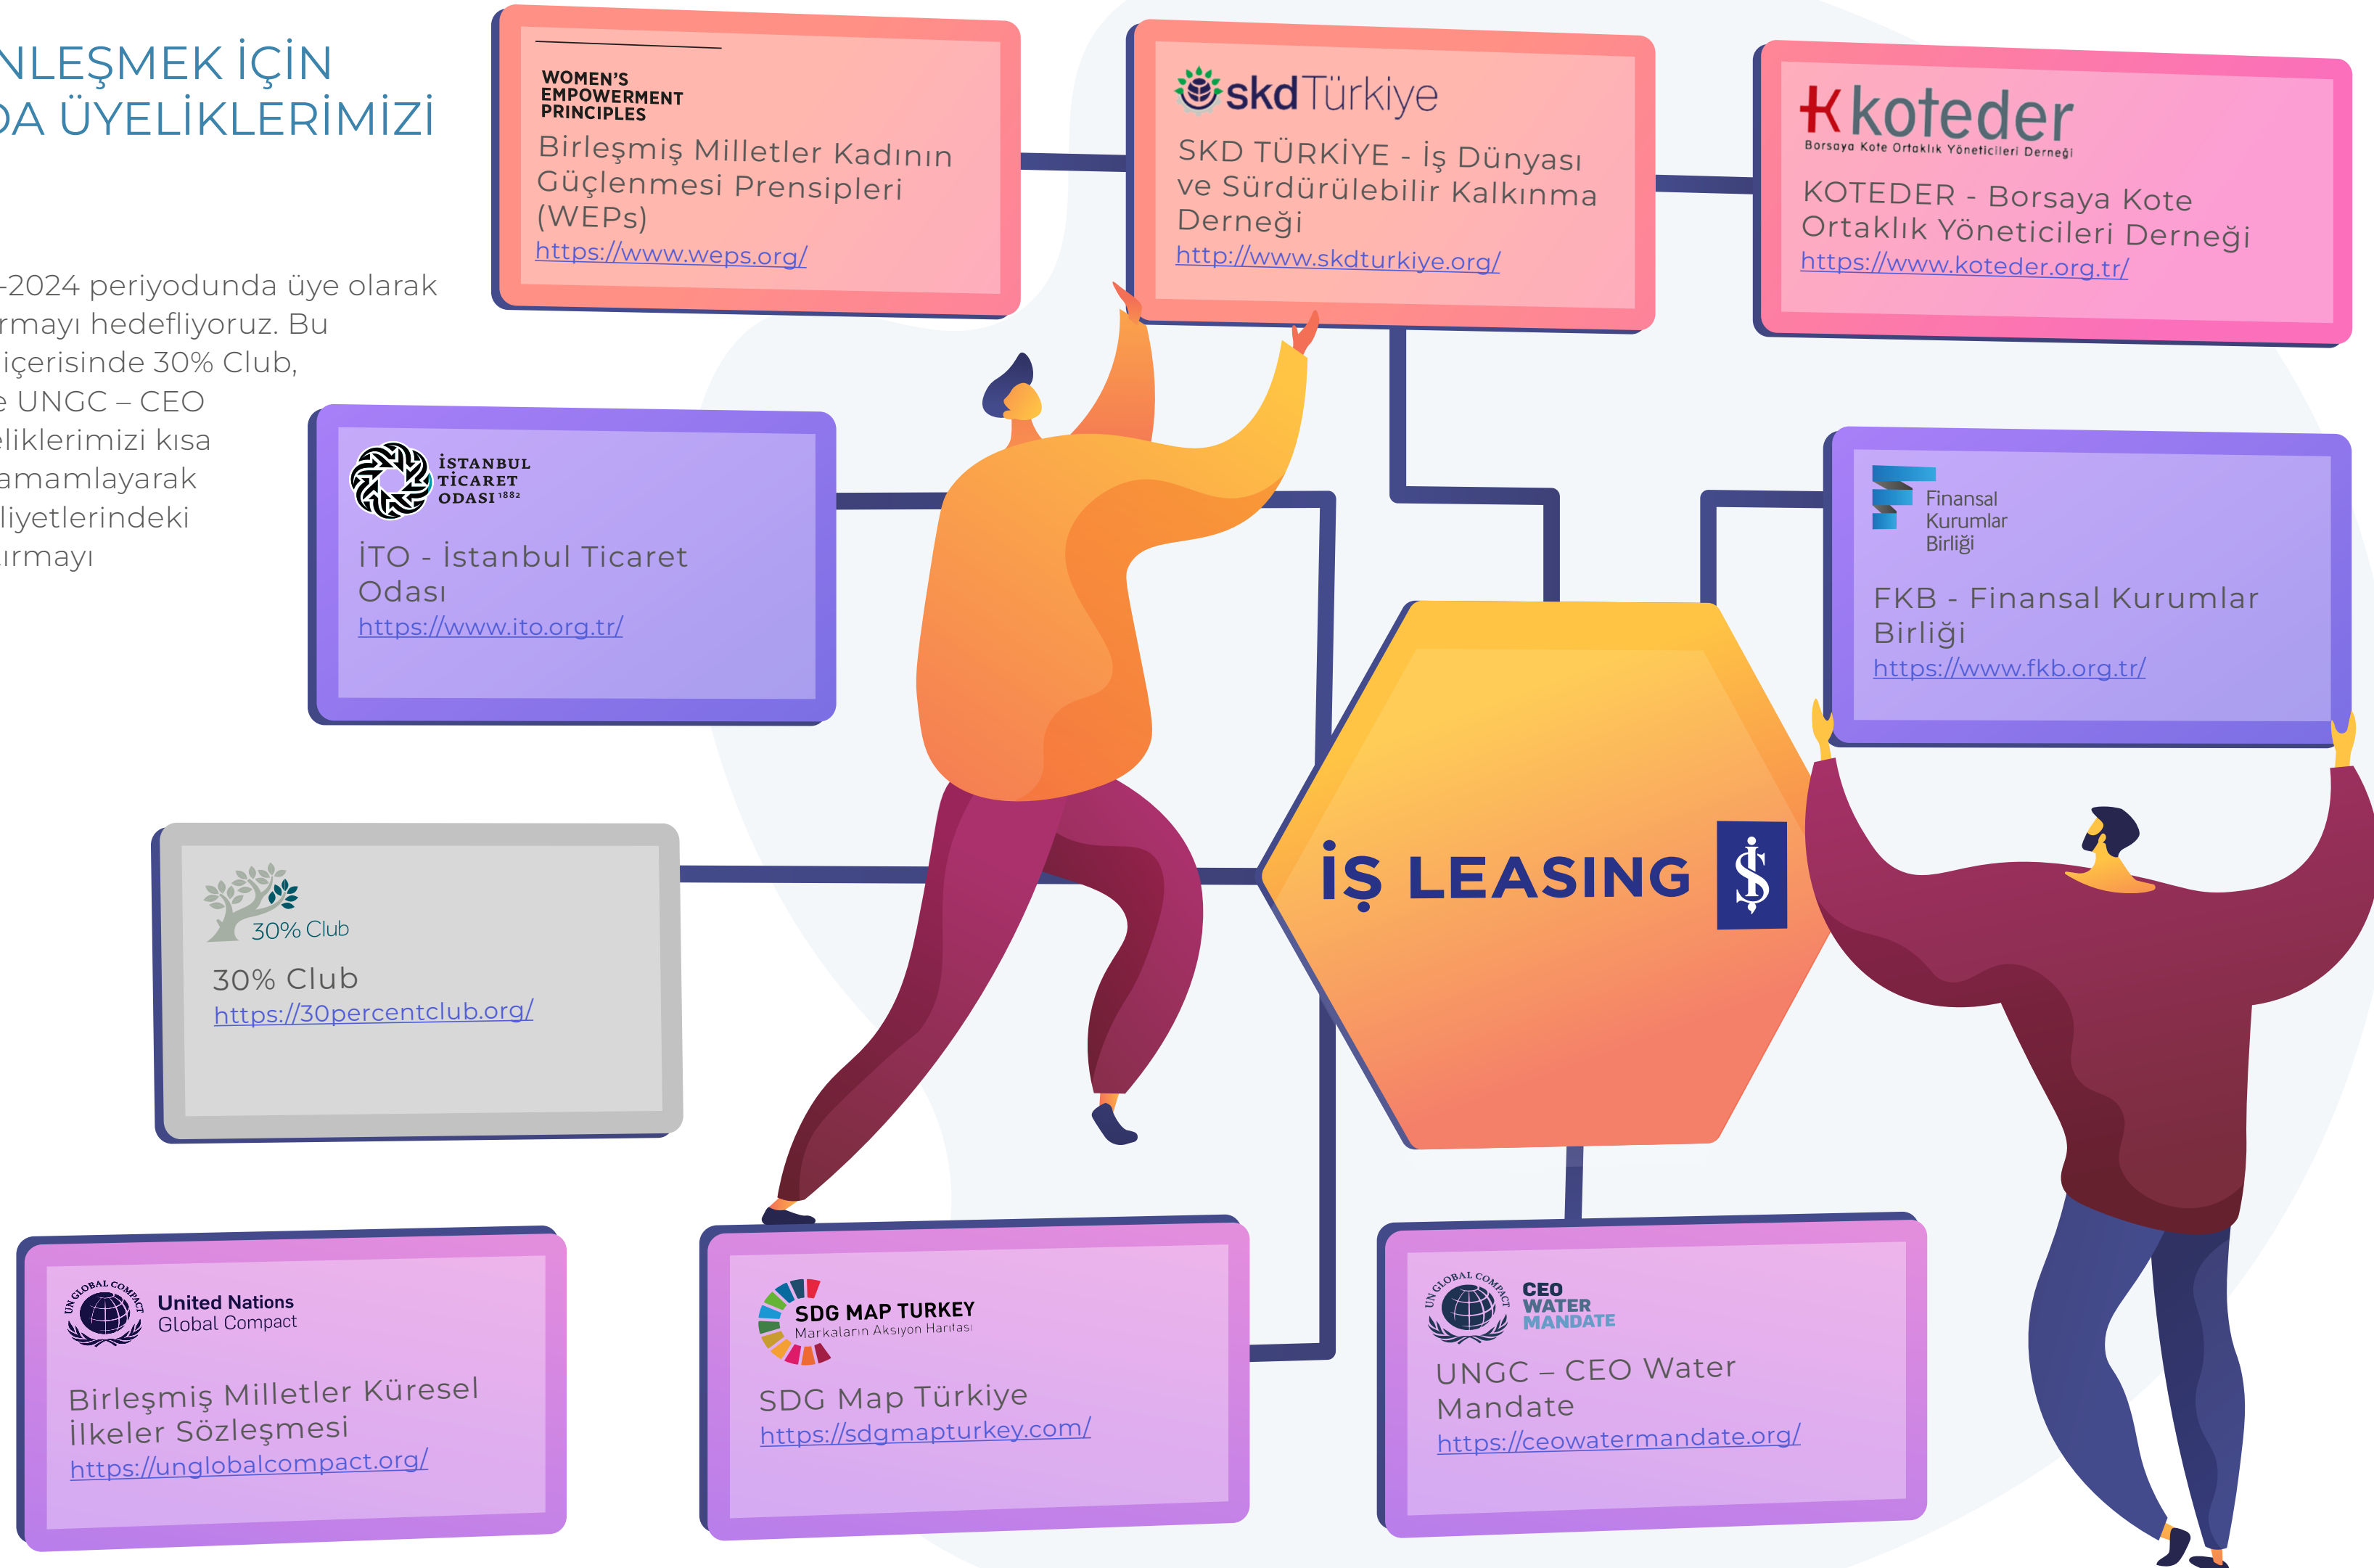 NLEŞMEK İÇİN
DA ÜYELİKLERİMİZİ
-2024 periyodunda üye olarak
rmayı hedefliyoruz. Bu
içerisinde 30% Club,
e UNGC – CEO
eliklerimizi kısa
amamlayarak
liyetlerindeki
tırmayı
WOMEN'S
EMPOWERMENT
PRINCIPLES
Birleşmiş Milletler Kadının
Güçlenmesi Prensipleri
(WEPs)
https://www.weps.org/
skdTürkiye
SKD TÜRKİYE - İş Dünyası
ve Sürdürülebilir Kalkınma
Derneği
http://www.skdturkiye.org/
koteder
Borsaya Kote Ortaklık Yöneticileri Derneği
KOTEDER - Borsaya Kote
Ortaklık Yöneticileri Derneği
https://www.koteder.org.tr/
İSTANBUL
TİCARET
ODASI 1882
İTO - İstanbul Ticaret
Odası
https://www.ito.org.tr/
Finansal
Kurumlar
Birliği
FKB - Finansal Kurumlar
Birliği
https://www.fkb.org.tr/
İŞ LEASING
30% Club
30% Club
https://30percentclub.org/
UN GLOBAL COMPACT
United Nations
Global Compact
Birleşmiş Milletler Küresel
İlkeler Sözleşmesi
https://unglobalcompact.org/
SDG MAP TURKEY
Markaların Aksiyon Haritası
SDG Map Türkiye
https://sdgmapturkey.com/
UN GLOBAL COMPACT
CEO
WATER
MANDATE
UNGC – CEO Water
Mandate
https://ceowatermandate.org/